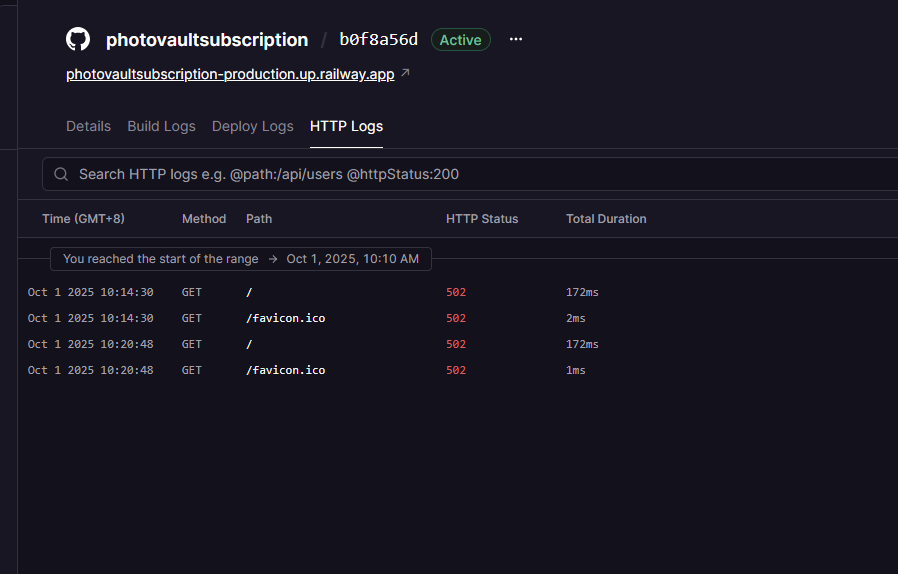 photovaultsubscription / b0f8a56d Active ...
photovaultsubscription-production.up.railway.app ↗
Details Build Logs Deploy Logs HTTP Logs
Search HTTP logs e.g. @path:/api/users @httpStatus:200
Time (GMT+8) Method Path HTTP Status Total Duration
You reached the start of the range → Oct 1, 2025, 10:10 AM
Oct 1 2025 10:14:30 GET / 502 172ms
Oct 1 2025 10:14:30 GET /favicon.ico 502 2ms
Oct 1 2025 10:20:48 GET / 502 172ms
Oct 1 2025 10:20:48 GET /favicon.ico 502 1ms